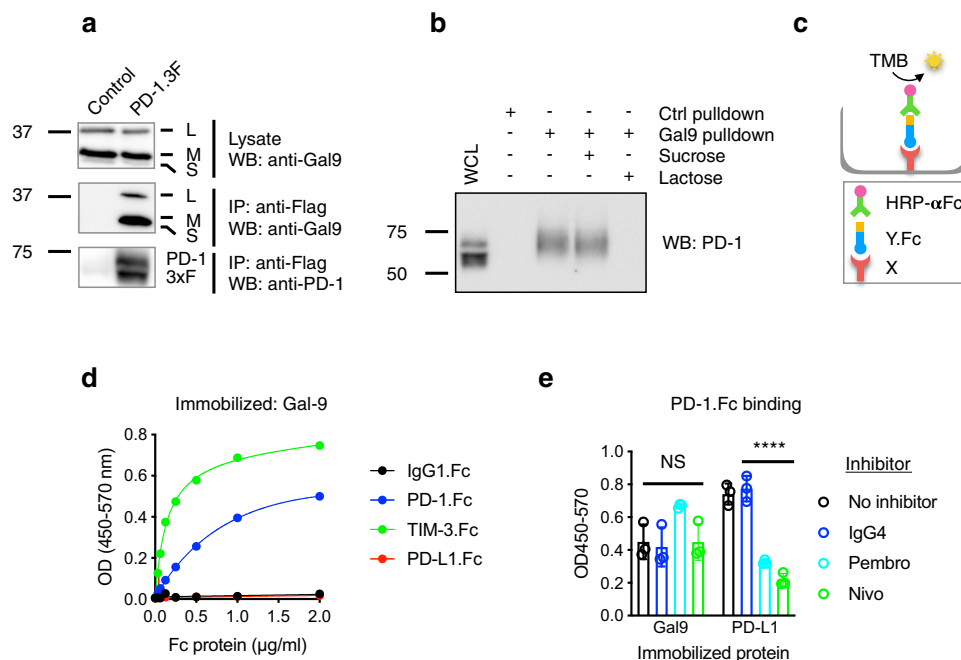 a
Control
PD-1.3F
37
L
M
S
Lysate
WB: anti-Gal9
37
L
M
S
IP: anti-Flag
WB: anti-Gal9
75
PD-1
3xF
IP: anti-Flag
WB: anti-PD-1
b
WCL
+ - - - Ctrl pulldown
- + + + Gal9 pulldown
- - + - Sucrose
- - - + Lactose
75
50
WB: PD-1
c
TMB
HRP-αFc
Y.Fc
X
d
Immobilized: Gal-9
OD (450-570 nm)
0.8
0.6
0.4
0.2
0.0
0.0 0.5 1.0 1.5 2.0
Fc protein (µg/ml)
IgG1.Fc
PD-1.Fc
TIM-3.Fc
PD-L1.Fc
e
PD-1.Fc binding
OD450-570
1.0
0.8
0.6
0.4
0.2
0.0
NS
****
Gal9 PD-L1
Immobilized protein
Inhibitor
No inhibitor
IgG4
Pembro
Nivo